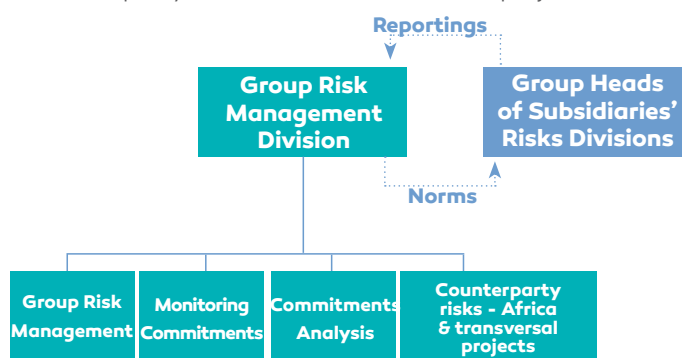 Reportings
Group Risk
Management
Division
Group Heads
of Subsidiaries’
Risks Divisions
Norms
Group Risk
Management
Monitoring
Commitments
Commitments
Analysis
Counterparty
risks - Africa
& transversal
projects